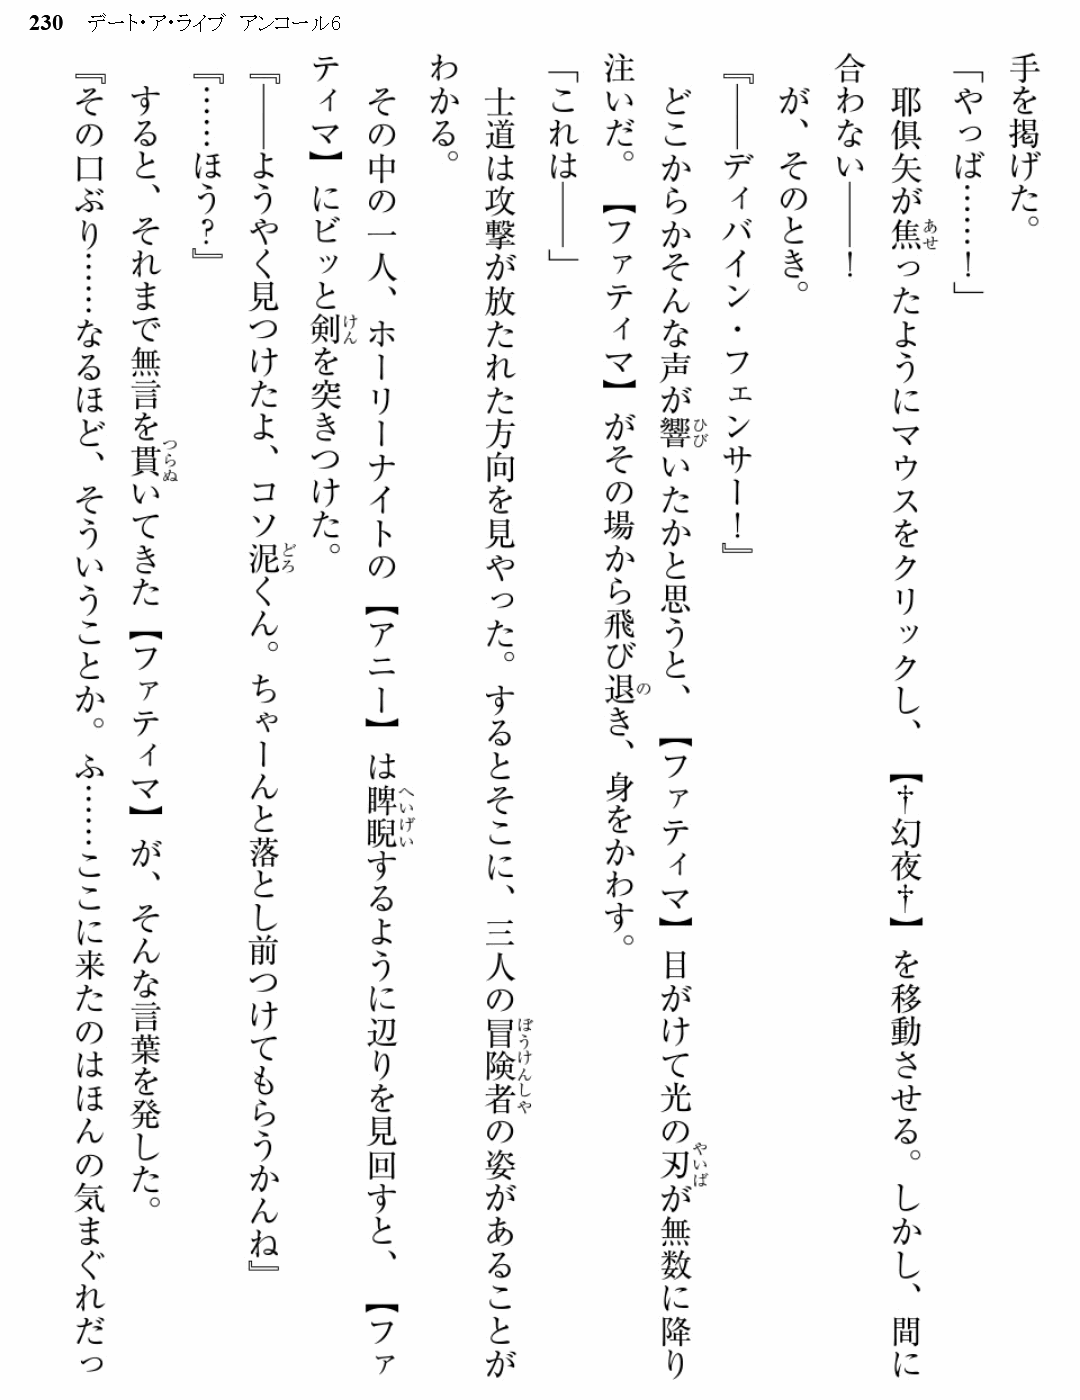 230 デート・ア・ライブ アンコール6
手を掲げた。
「やっば……！」
耶倶矢が焦ったようにマウスをクリックし、【†幻夜†】を移動させる。しかし、間に
合わない――！
が、そのとき。
『――ディバイン・フェンサー！』
どこからかそんな声が響いたかと思うと、【ファティマ】目がけて光の刃が無数に降り
注いだ。【ファティマ】がその場から飛び退き、身をかわす。
「これは――」
士道は攻撃が放たれた方向を見やった。するとそこに、三人の冒険者の姿があることが
わかる。
その中の一人、ホーリーナイトの【アニー】は睥睨するように辺りを見回すと、【ファ
ティマ】にビッと剣を突きつけた。
『――ようやく見つけたよ、コソ泥くん。ちゃーんと落とし前つけてもらうかんね』
『……ほう？』
すると、それまで無言を貫いてきた【ファティマ】が、そんな言葉を発した。
『その口ぶり……なるほど、そういうことか。ふ……ここに来たのはほんの気まぐれだっ